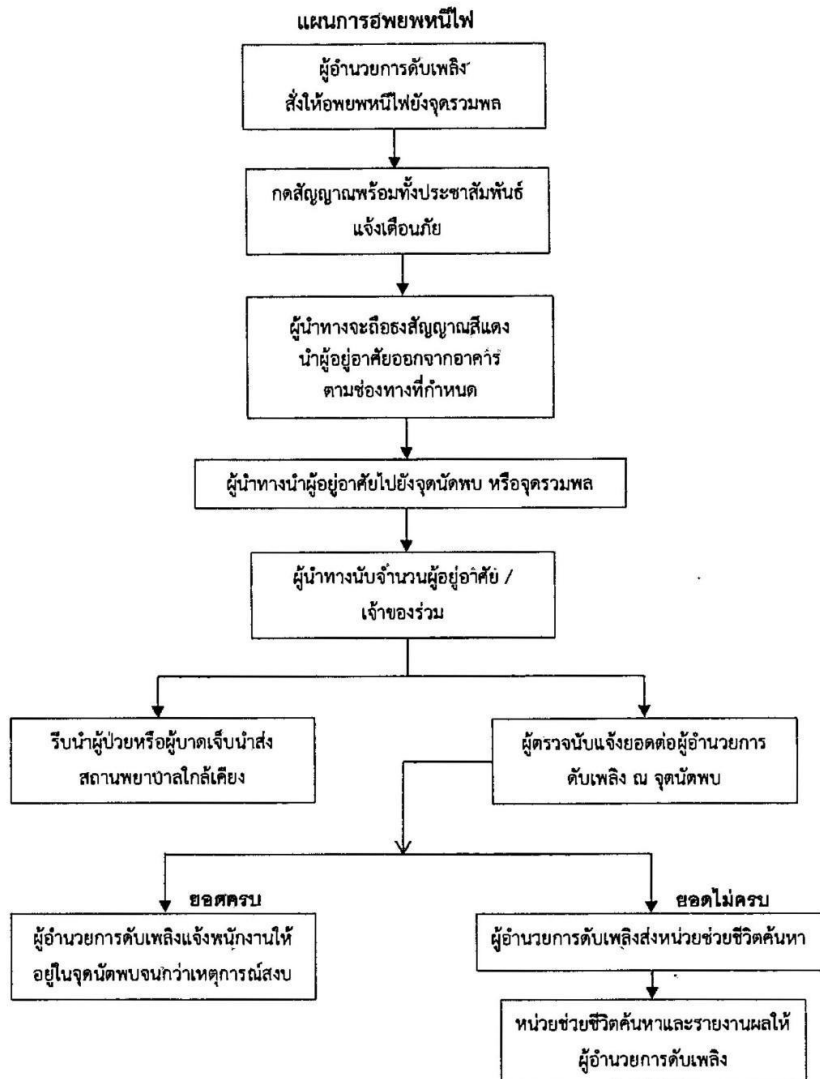 แผนการอพยพหนีไฟ
ผู้อำนวยการดับเพลิง
สั่งให้อพยพหนีไฟยังจุดรวมพล
กดสัญญาณพร้อมทั้งประชาสัมพันธ์
แจ้งเตือนภัย
ผู้นำทางจะถือธงสัญญาณสีแดง
นำผู้อยู่อาศัยออกจากอาคาร
ตามช่องทางที่กำหนด
ผู้นำทางนำผู้อยู่อาศัยไปยังจุดนัดพบ หรือจุดรวมพล
ผู้นำทางนับจำนวนผู้อยู่อาศัย /
เจ้าของร่วม
รีบนำผู้ป่วยหรือผู้บาดเจ็บนำส่ง
สถานพยาบาลใกล้เคียง
ผู้ตรวจนับแจ้งยอดต่อผู้อำนวยการ
ดับเพลิง ณ จุดนัดพบ
ยอดครบ
ผู้อำนวยการดับเพลิงแจ้งพนักงานให้
อยู่ในจุดนัดพบจนกว่าเหตุการณ์สงบ
ยอดไม่ครบ
ผู้อำนวยการดับเพลิงส่งหน่วยช่วยชีวิตค้นหา
หน่วยช่วยชีวิตค้นหาและรายงานผลให้
ผู้อำนวยการดับเพลิง